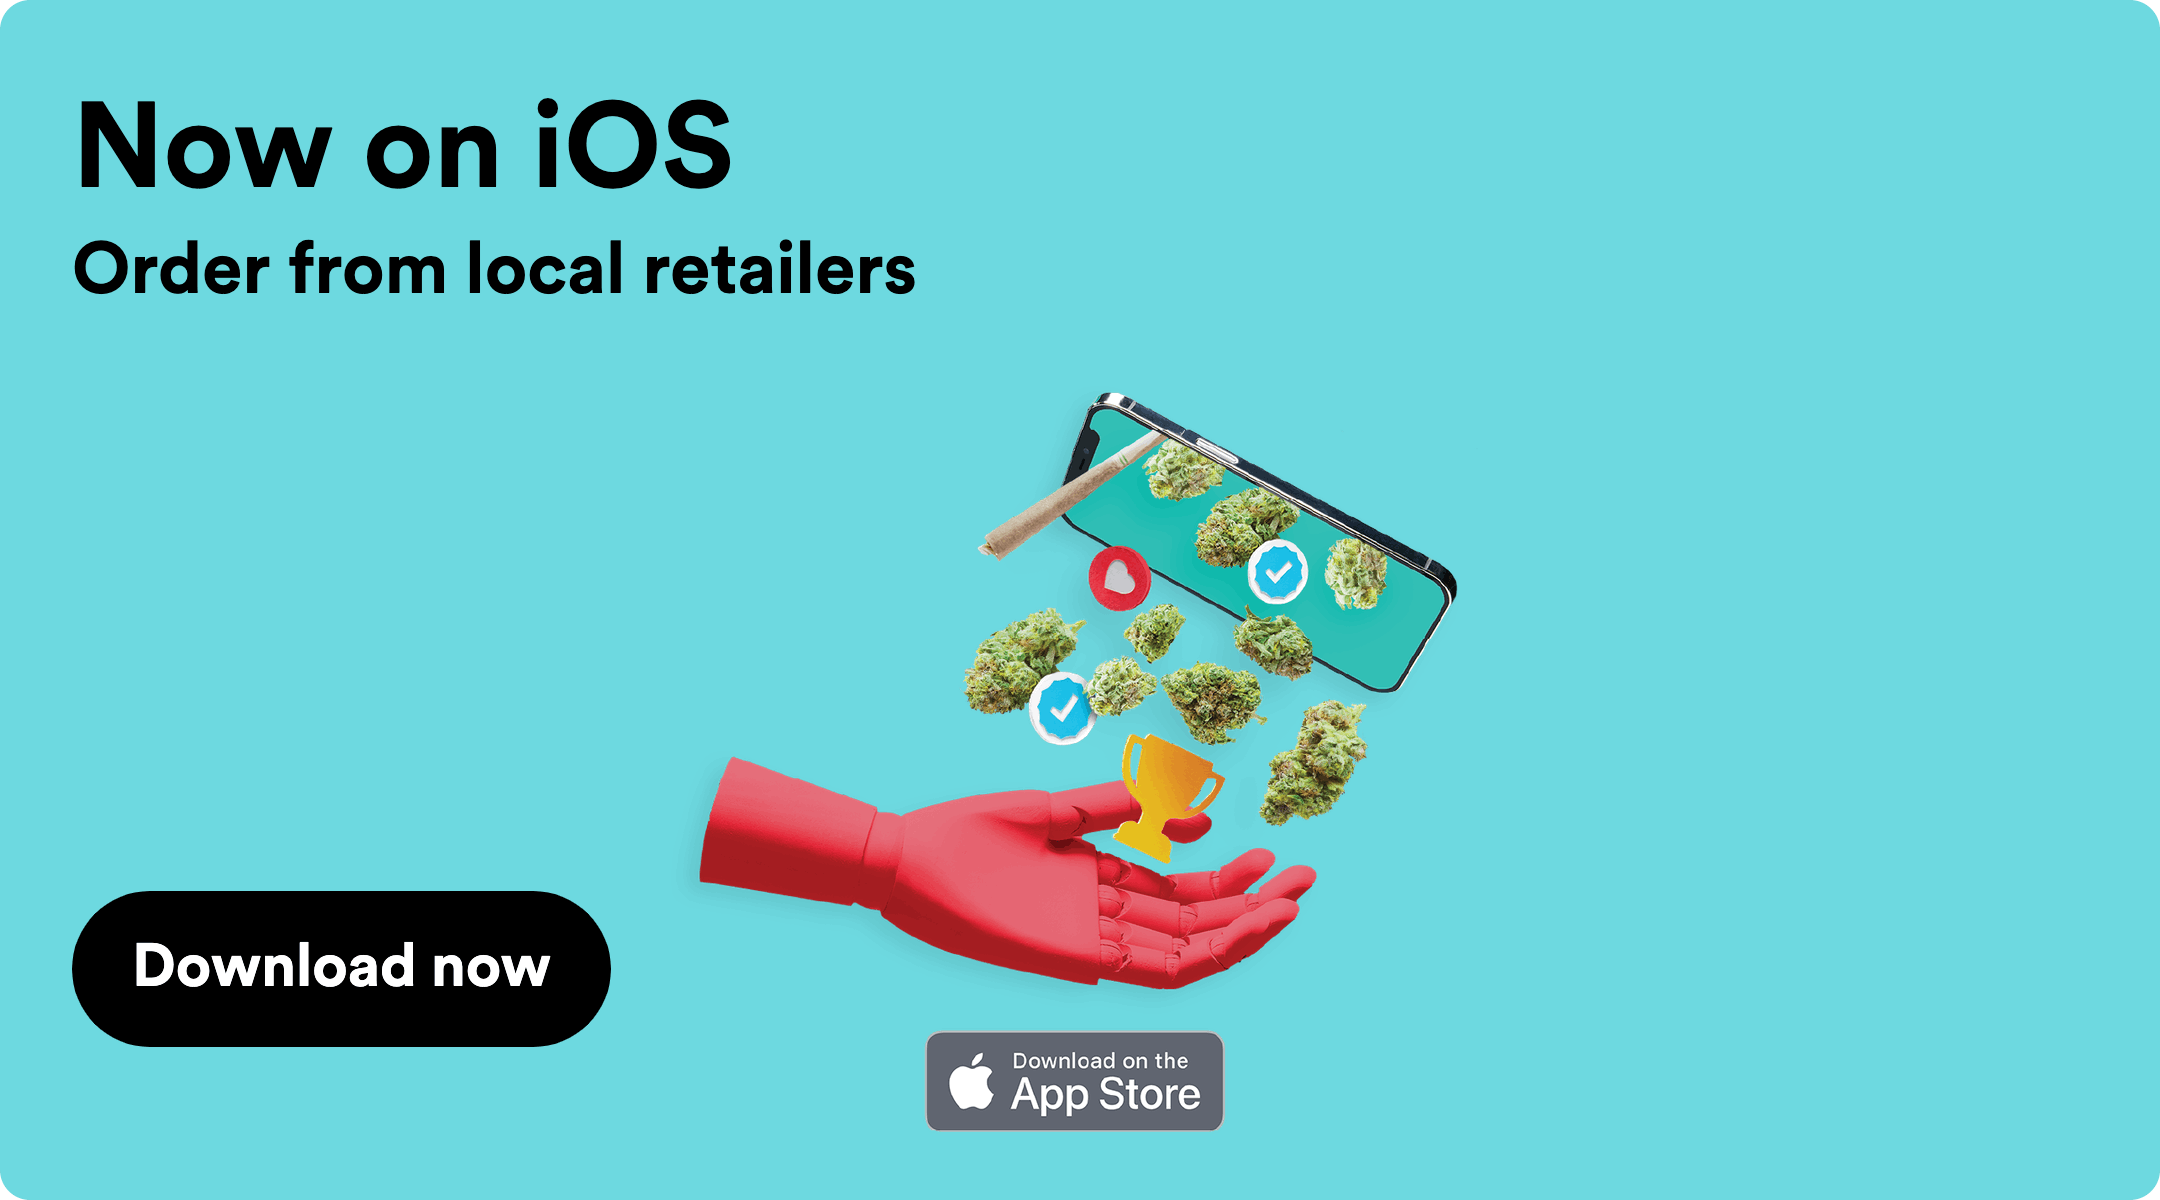 Now on iOS
Order from local retailers
Download now
Download on the
App Store